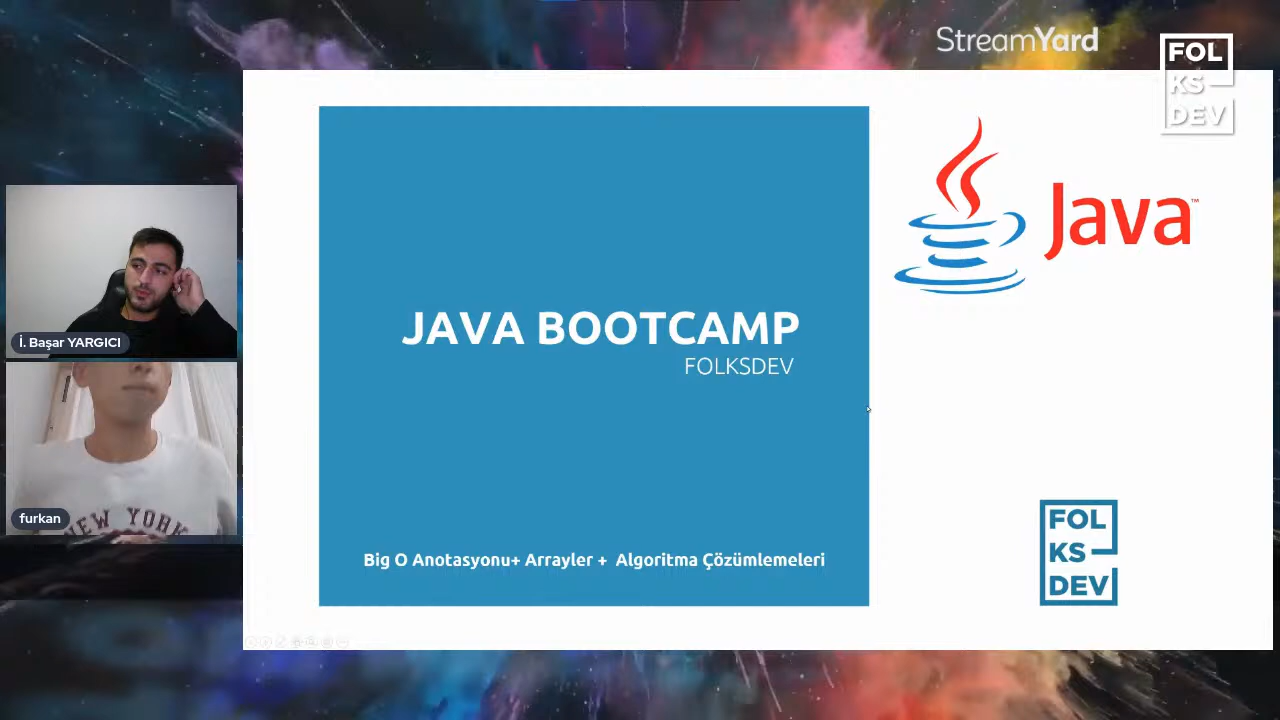 StreamYard
FOL
KS
DEV
Java™
JAVA BOOTCAMP
FOLKSDEV
İ. Başar YARGICI
furkan
NEW YORK
Big O Anotasyonu+ Arrayler + Algoritma Çözümlemeleri
FOL
KS
DEV